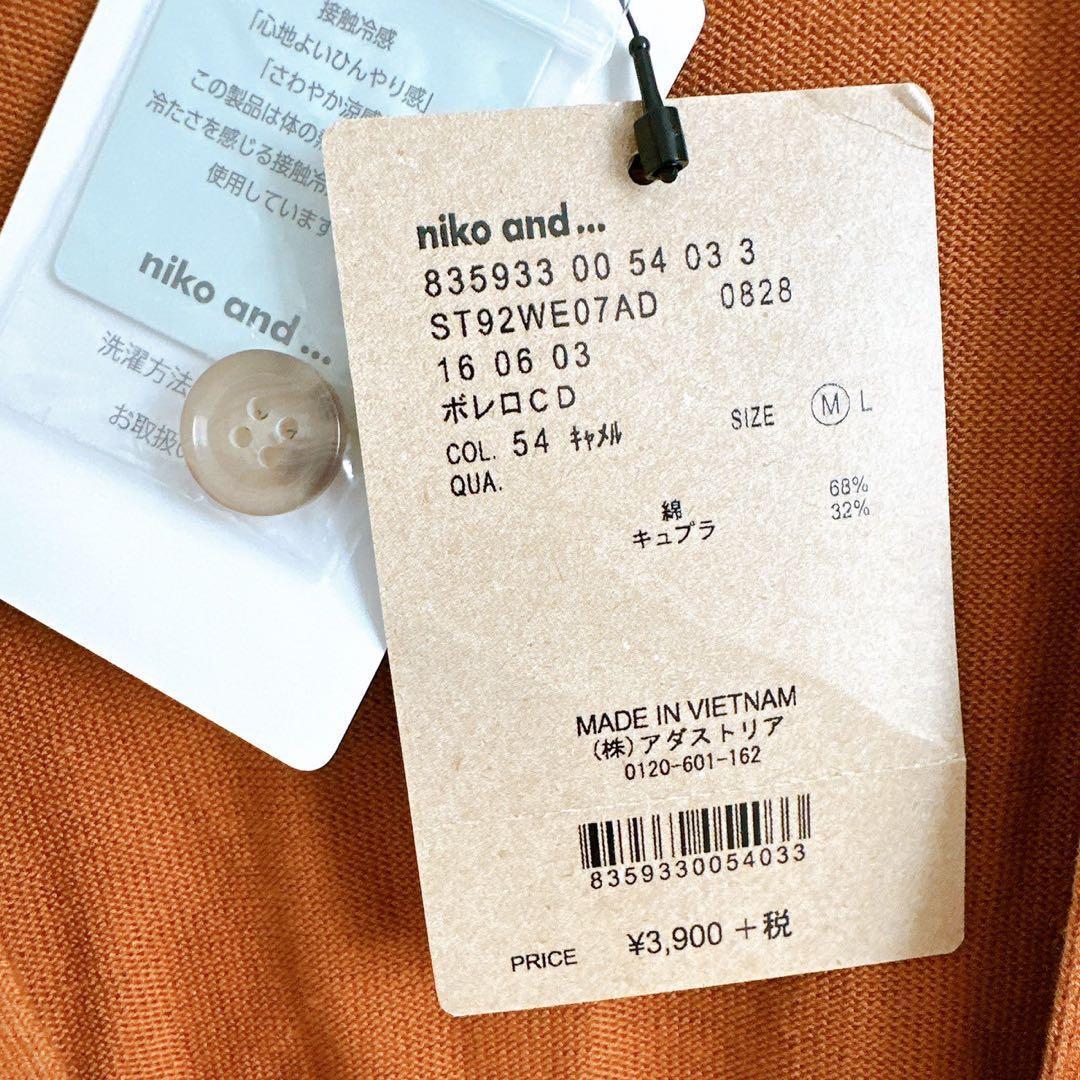 接触冷感
「心地よいひんやり感」
「さわやか涼感
この製品は体の
冷たさを感じる接触冷
使用しています
niko and...
洗濯方法
お取扱い
niko and...
835933 00 54 03 3
ST92WE07AD 0828
16 06 03
ボレロCD
SIZE Ⓜ L
COL. 54 キャメル
QUA.
綿 68%
キュプラ 32%
MADE IN VIETNAM
(株)アダストリア
0120-601-162
8359330054033
PRICE ¥3,900 +税